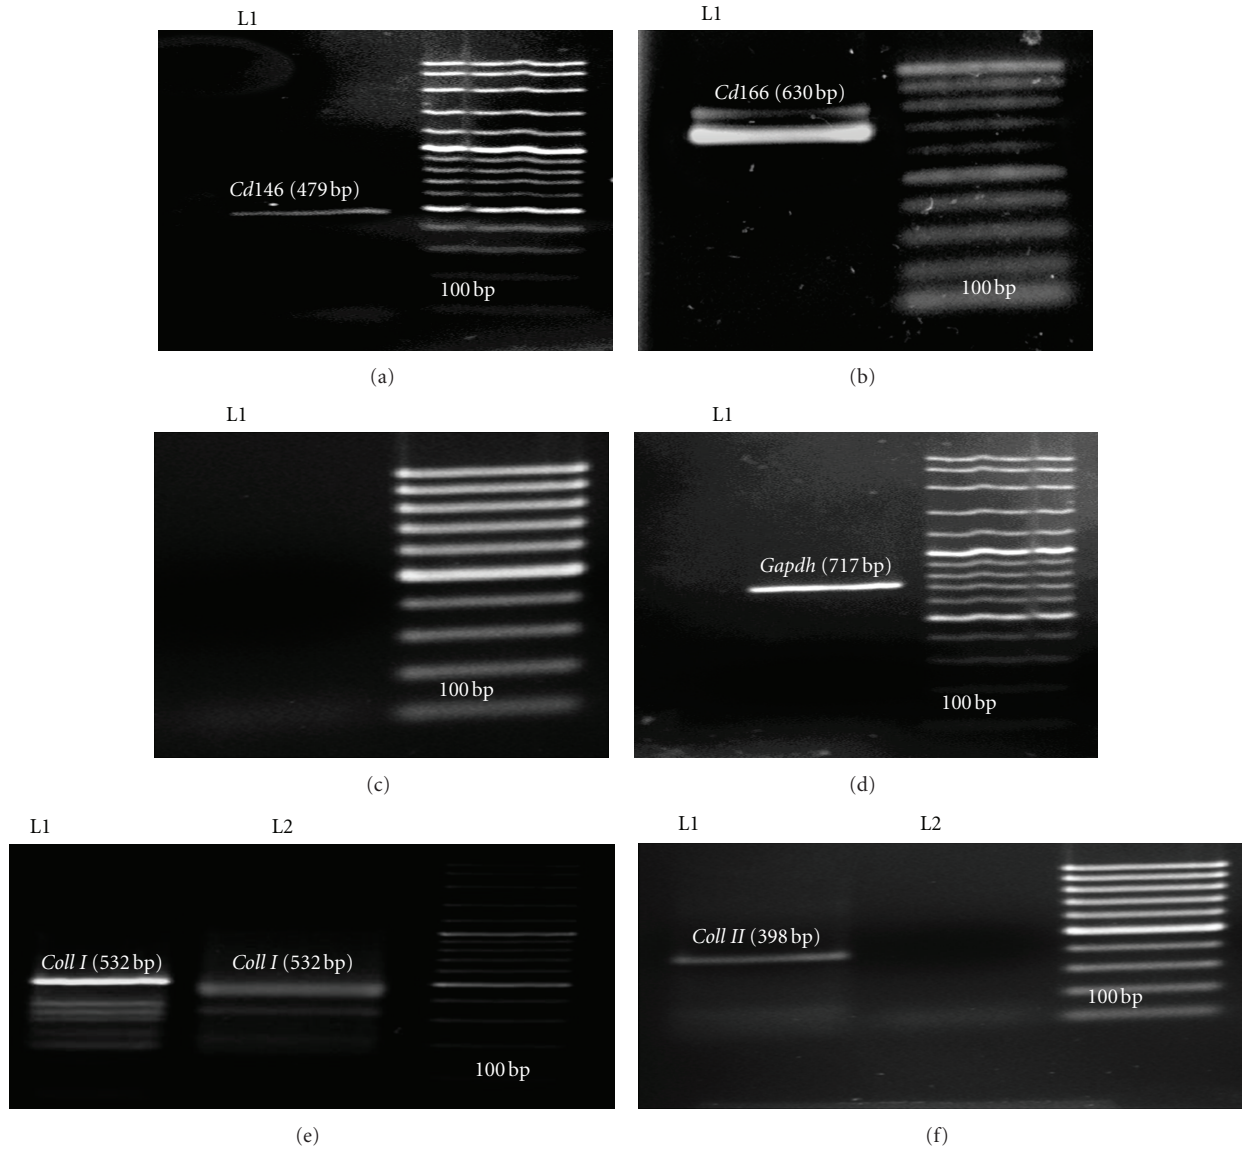 L1
L1
Cd146 (479 bp)
100 bp
Cd166 (630 bp)
100 bp
(a)
(b)
L1
L1
100 bp
Gapdh (717 bp)
100 bp
(c)
(d)
L1
L2
Coll I (532 bp)
Coll I (532 bp)
100 bp
L1
L2
Coll II (398 bp)
100 bp
(e)
(f)